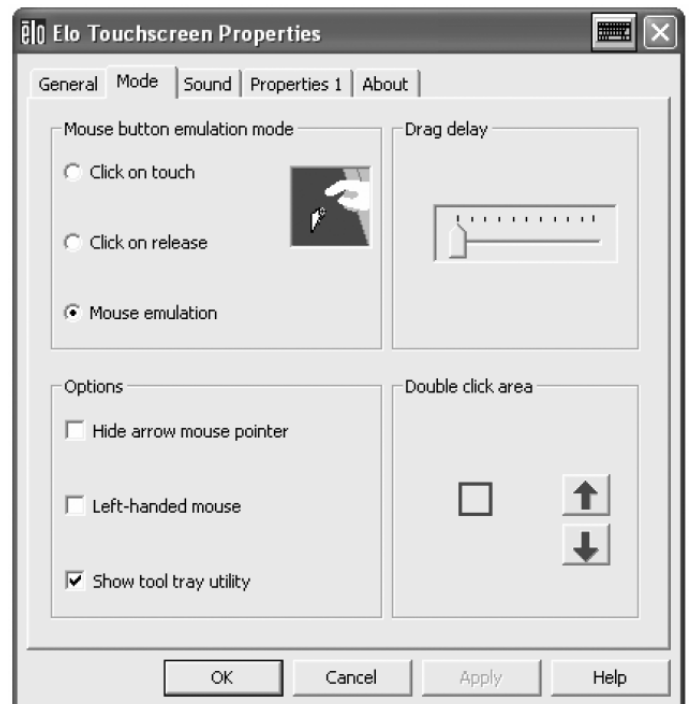 ēlo Elo Touchscreen Properties
General Mode Sound Properties 1 About
Mouse button emulation mode
Click on touch
Click on release
Mouse emulation
Drag delay
Options
Hide arrow mouse pointer
Left-handed mouse
Show tool tray utility
Double click area
OK Cancel Apply Help